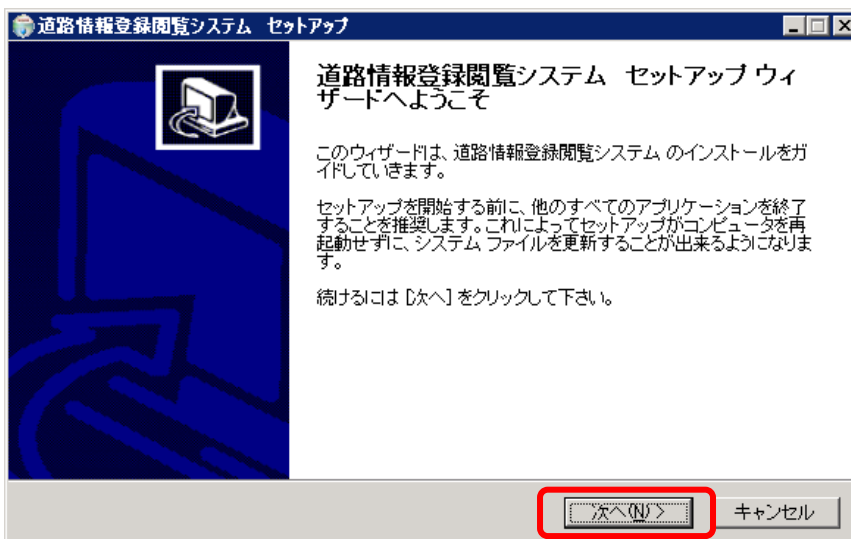 道路情報登録閲覧システム セットアップ
道路情報登録閲覧システム セットアップ ウィ
ザードへようこそ
このウィザードは、道路情報登録閲覧システム のインストールをガ
イドしていきます。
セットアップを開始する前に、他のすべてのアプリケーションを終了
することを推奨します。これによってセットアップがコンピュータを再
起動せずに、システム ファイルを更新することが出来るようになりま
す。
続けるには [次へ] をクリックして下さい。
次へ(N) > キャンセル